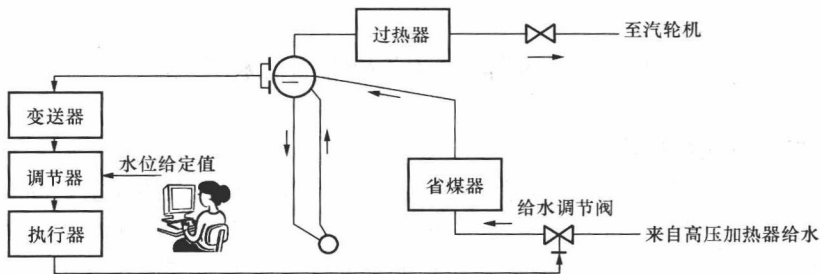 过热器
至汽轮机
变送器
调节器
水位给定值
省煤器
给水调节阀
执行器
来自高压加热器给水